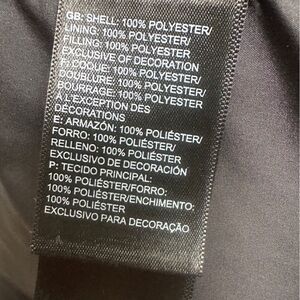 GB: SHELL: 100% POLYESTER/
LINING: 100% POLYESTER/
FILLING: 100% POLYESTER
EXCLUSIVE OF DECORATION
F: COQUE: 100% POLYESTER/
DOUBLURE: 100% POLYESTER/
BOURRAGE: 100% POLYESTER
À L'EXCEPTION DES
DÉCORATIONS
E: ARMAZÓN: 100% POLIÉSTER/
FORRO: 100% POLIÉSTER/
RELLENO: 100% POLIÉSTER
EXCLUSIVO DE DECORACIÓN
P: TECIDO PRINCIPAL:
100% POLIÉSTER/FORRO:
100% POLIÉSTER/ENCHIMENTO:
100% POLIÉSTER
EXCLUSIVO PARA DECORAÇÃO